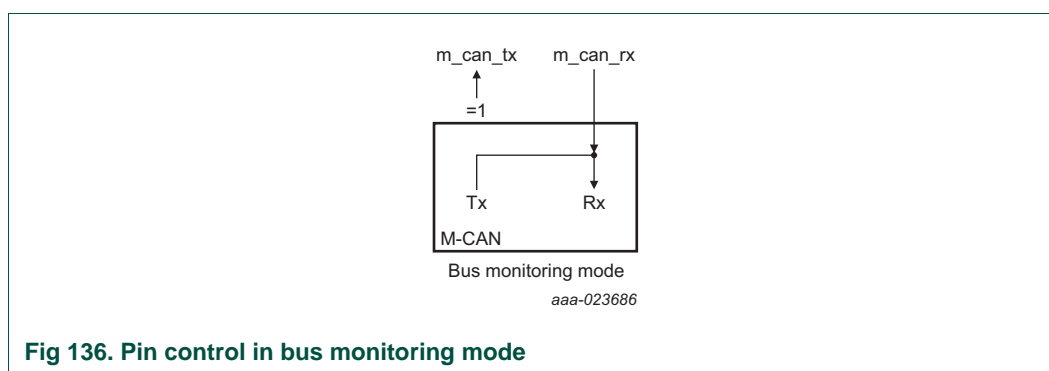 m_can_tx m_can_rx
=1
Tx Rx
M-CAN
Bus monitoring mode
aaa-023686
Fig 136. Pin control in bus monitoring mode